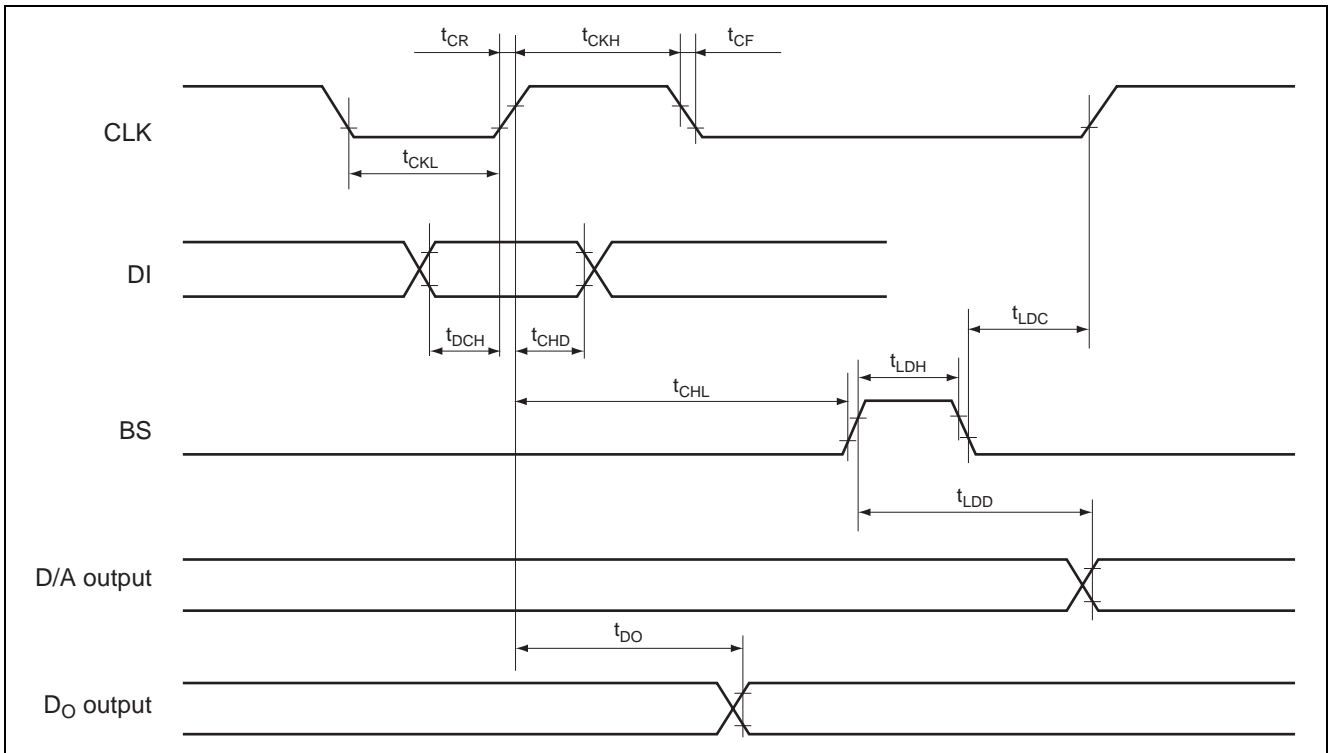 tCR tCKH tCF
CLK
tCKL
DI
tDCH tCHD tLDC
tLDH
tCHL
BS
tLDD
D/A output
tDO
DO output